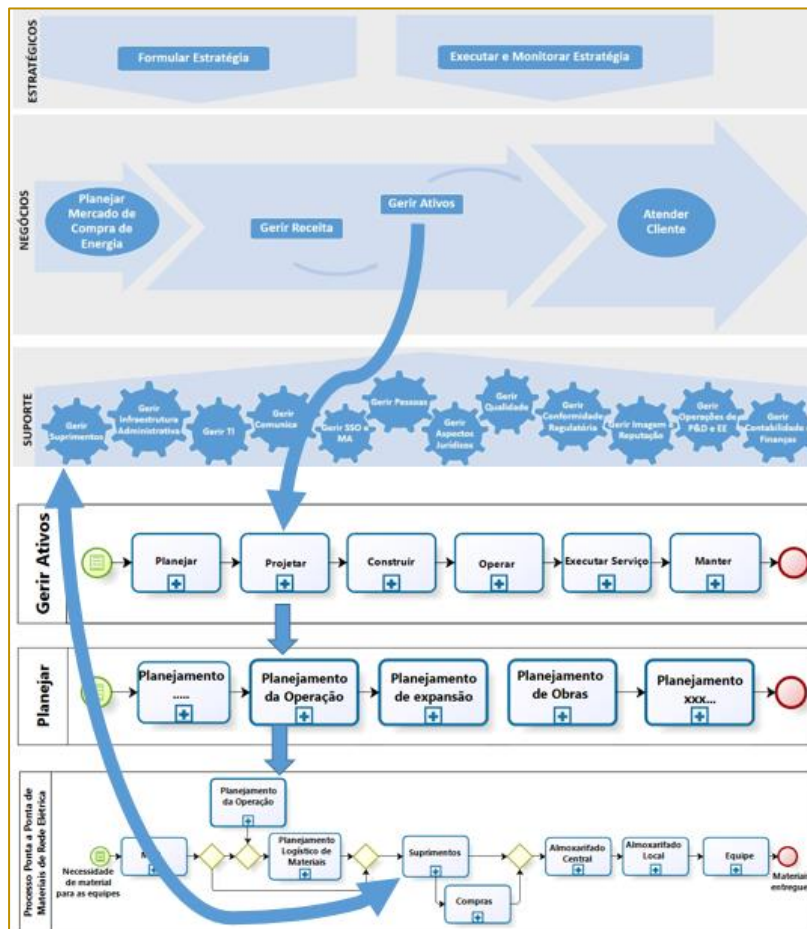 ESTRATÉGICOS
Formular Estratégia
Executar e Monitorar Estratégia
NEGÓCIOS
Planejar
Mercado de
Compra de
Energia
Gerir Receita
Gerir Ativos
Atender
Cliente
SUPORTE
Gerir
Suprimentos
Gerir
Infraestrutura
Administrativa
Gerir TI
Gerir
Comunica
Gerir SSO e
MA
Gerir Pessoas
Gerir
Aspectos
Jurídicos
Gerir
Qualidade
Gerir
Conformidade
Regulatória
Gerir Imagem e
Reputação
Gerir
Operações de
P&D e EE
Gerir
Contabilidade
Finanças
Gerir Ativos
Planejar
Projetar
Construír
Operar
Executar Serviço
Manter
Planejar
Planejamento
.....
Planejamento
da Operação
Planejamento
de expansão
Planejamento
de Obras
Planejamento
xxx...
Processo Ponta a Ponta de
Materiais de Rede Elétrica
Necessidade
de material
para as equipes
Planejamento
da Operação
Planejamento
Logístico de
Materiais
Suprimentos
Compras
Almoxarifado
Central
Almoxarifado
Local
Equipe
Materiais
entregue